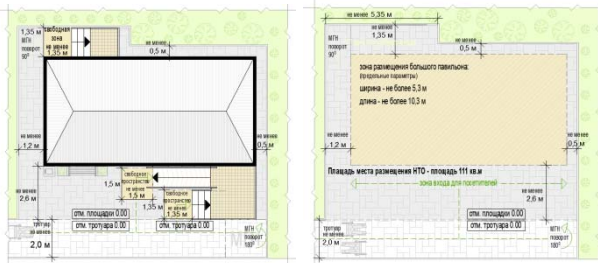 1,35 м
свободная
зона
не менее
1,35 м
МГН
поворот
90°
не менее
0,5 м
не менее
1,2 м
не менее
0,5 м
свободное
пространство
не менее
1,5 м
1,5 м
не менее
2,6 м
1,35 м
свободное
пространство
не менее
1,35 м
отм. площадки 0.00
отм. тротуара 0.00
тротуар
не менее
2,0 м
МГН
поворот
180°
не менее 5,35 м
МГН
поворот
90°
не менее
0,5 м
зона размещения большого павильона:
(предельные параметры)
ширина - не более 5,3 м
длина - не более 10,3 м
не менее
1,2 м
не менее
0,5 м
Плащадь места размещения НТО - площадь 111 кв.м
зона входа для посетителей
не менее
2,6 м
отм. площадки 0.00
отм. тротуара 0.00
тротуар
не менее
2,0 м
МГН
поворот
180°